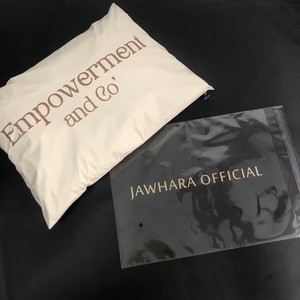 Empowerment
and Co'
JAWHARA OFFICIAL